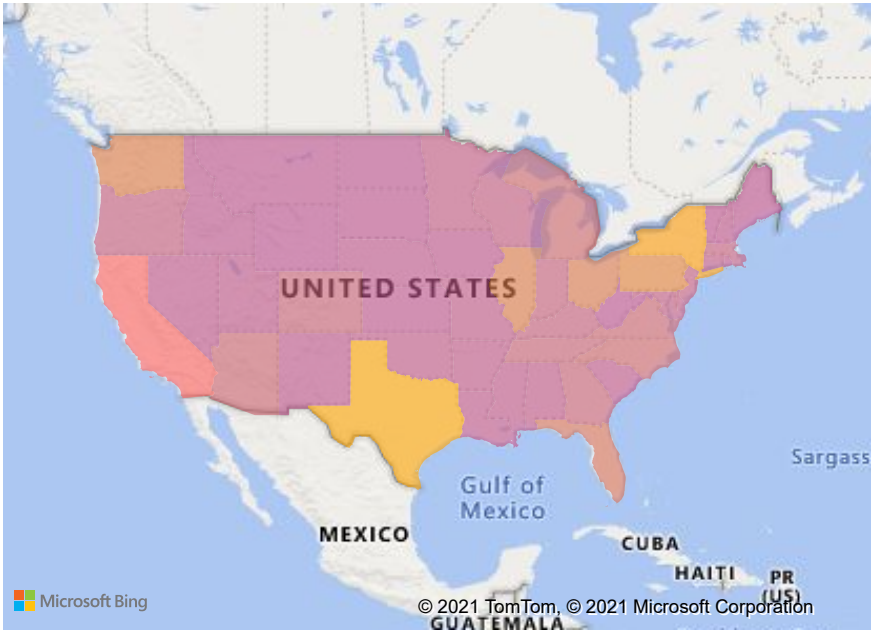 UNITED STATES
Sargass
Gulf of
Mexico
MEXICO
CUBA
HAITI
PR
(US)
Microsoft Bing
© 2021 TomTom, © 2021 Microsoft Corporation
GUATEMALA